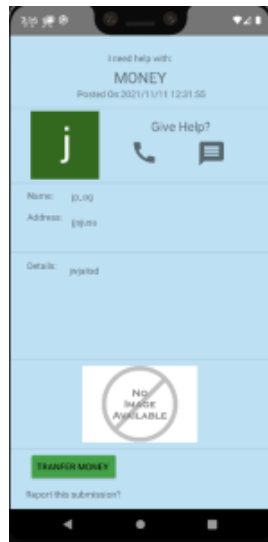 I need help with:
MONEY
Posted On:2021/11/11 12:31:55
j
Give Help?
Name: jo_og
Address:
Details:
No
Image
Available
TRANFER MONEY
Report this submission?